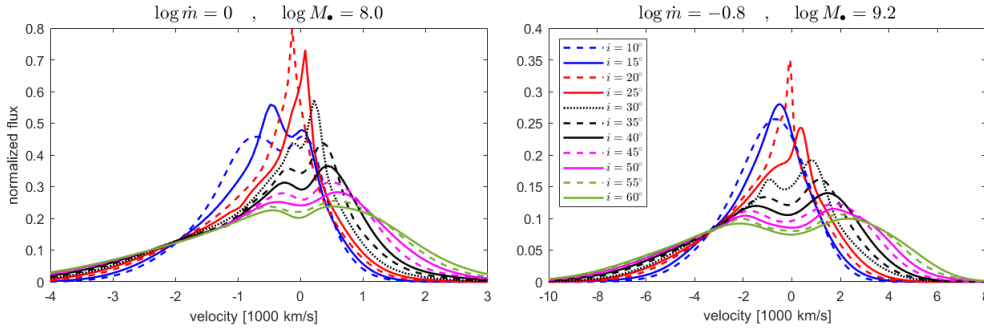 log ṁ = 0 , log M• = 8.0
normalized flux
0.8
0.7
0.6
0.5
0.4
0.3
0.2
0.1
0
-4 -3 -2 -1 0 1 2 3
velocity [1000 km/s]
log ṁ = −0.8 , log M• = 9.2
0.4
0.35
0.3
0.25
0.2
0.15
0.1
0.05
0
i = 10°
i = 15°
i = 20°
i = 25°
i = 30°
i = 35°
i = 40°
i = 45°
i = 50°
i = 55°
i = 60°
-10 -8 -6 -4 -2 0 2 4 6 8
velocity [1000 km/s]